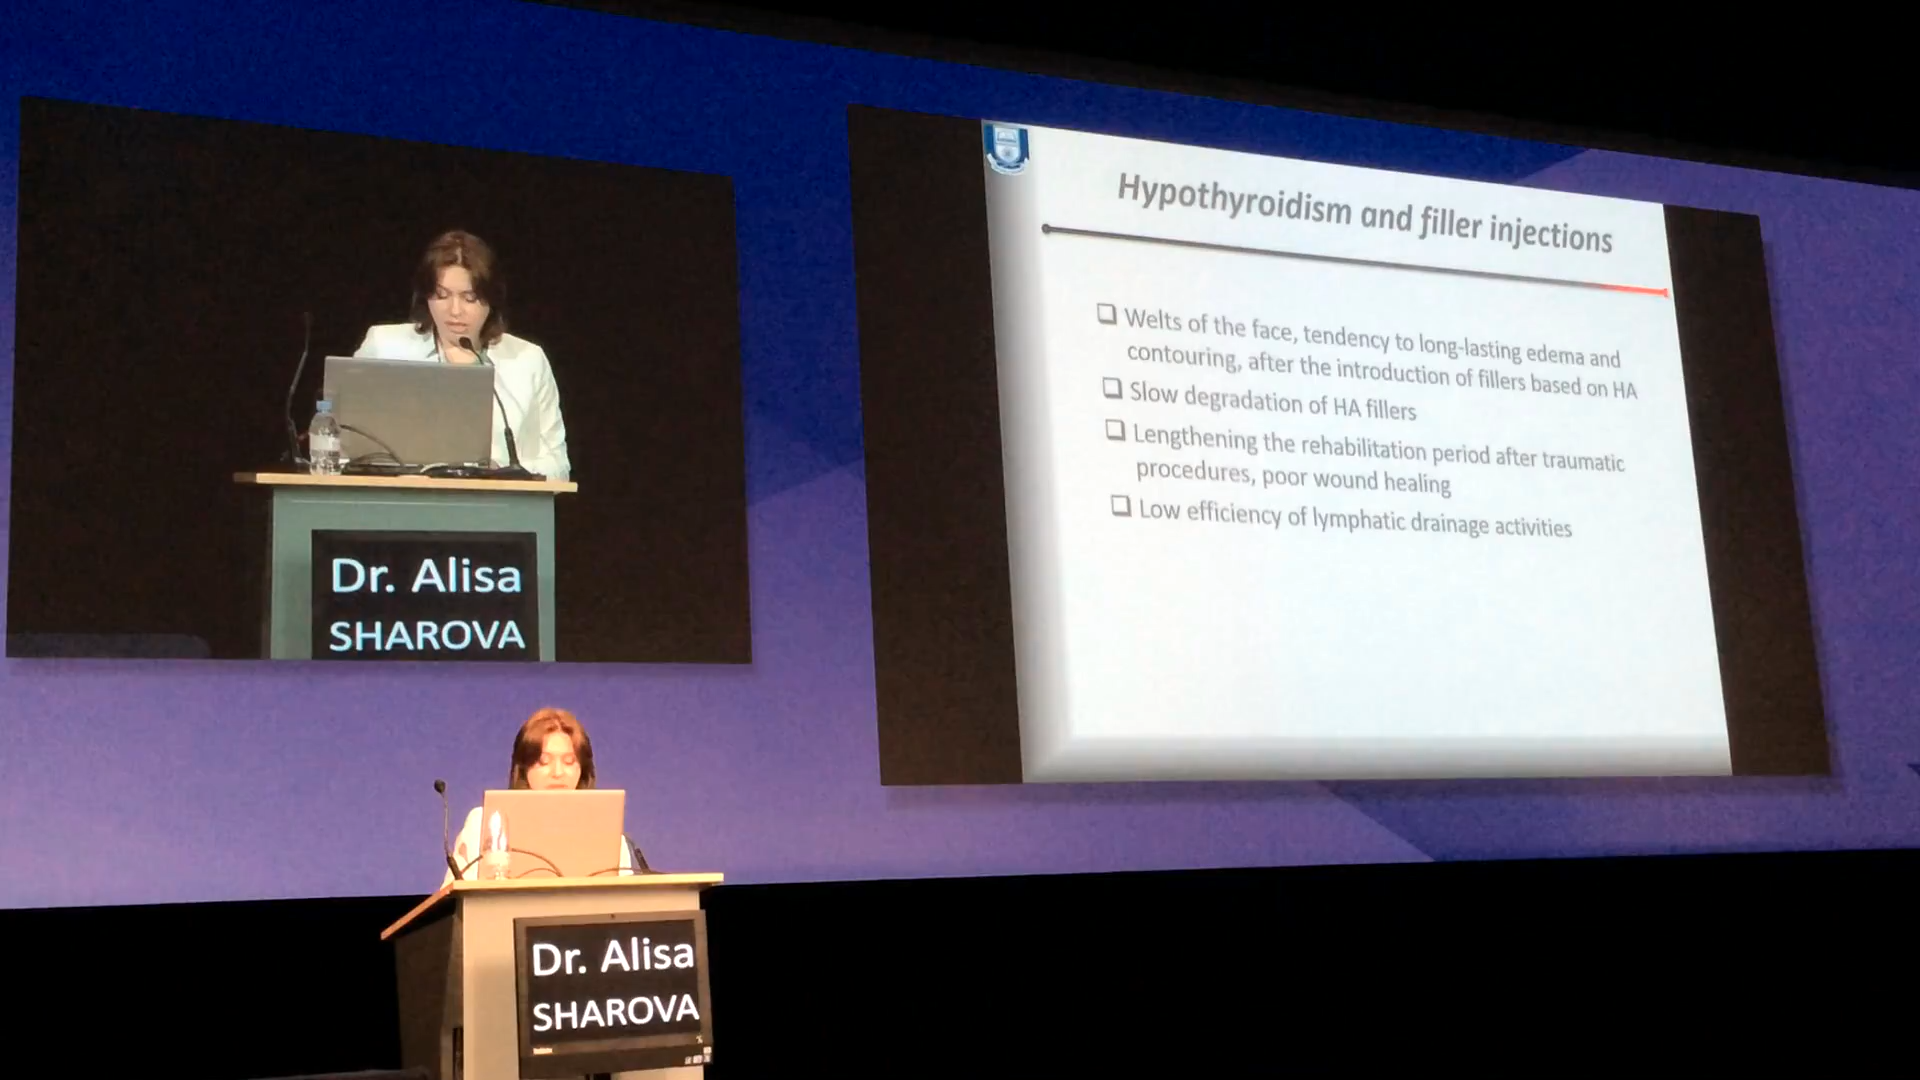 Dr. Alisa
SHAROVA
Hypothyroidism and filler injections
❑ Welts of the face, tendency to long-lasting edema and
contouring, after the introduction of fillers based on HA
❑ Slow degradation of HA fillers
❑ Lengthening the rehabilitation period after traumatic
procedures, poor wound healing
❑ Low efficiency of lymphatic drainage activities
Dr. Alisa
SHAROVA